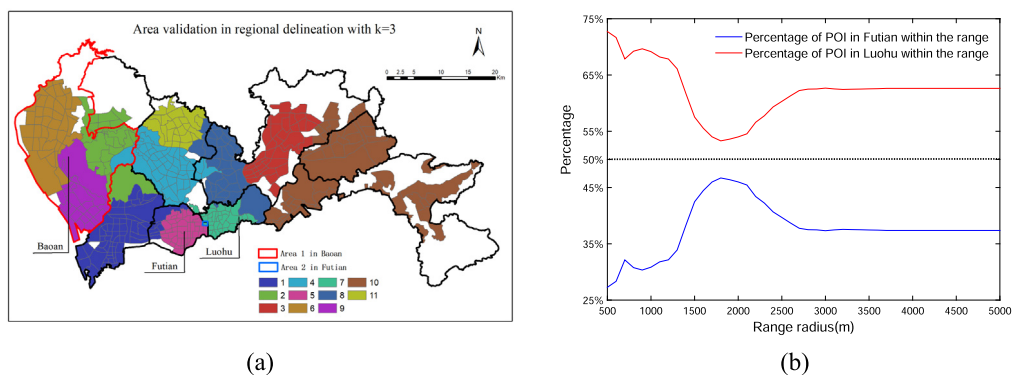 Area validation in regional delineation with k=3
N
0 2.5 5 10 15 20
Km
Baoan
Futian
Luohu
Area 1 in Baoan
Area 2 in Futian
1 4 7 10
2 5 8 11
3 6 9
(a)
75%
65%
55%
50%
45%
35%
25%
Percentage
Percentage of POI in Futian within the range
Percentage of POI in Luohu within the range
500 1000 1500 2000 2500 3000 3500 4000 4500 5000
Range radius(m)
(b)